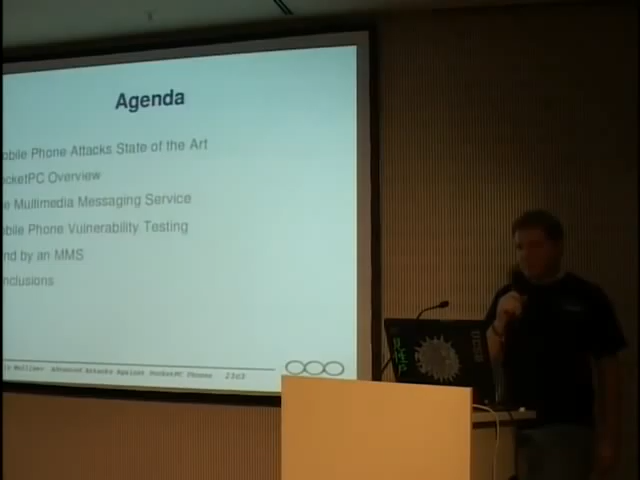 Agenda
obile Phone Attacks State of the Art
ocketPC Overview
e Multimedia Messaging Service
obile Phone Vulnerability Testing
nd by an MMS
nclusions
Advanced Attacks Against PocketPC Phones 23c3